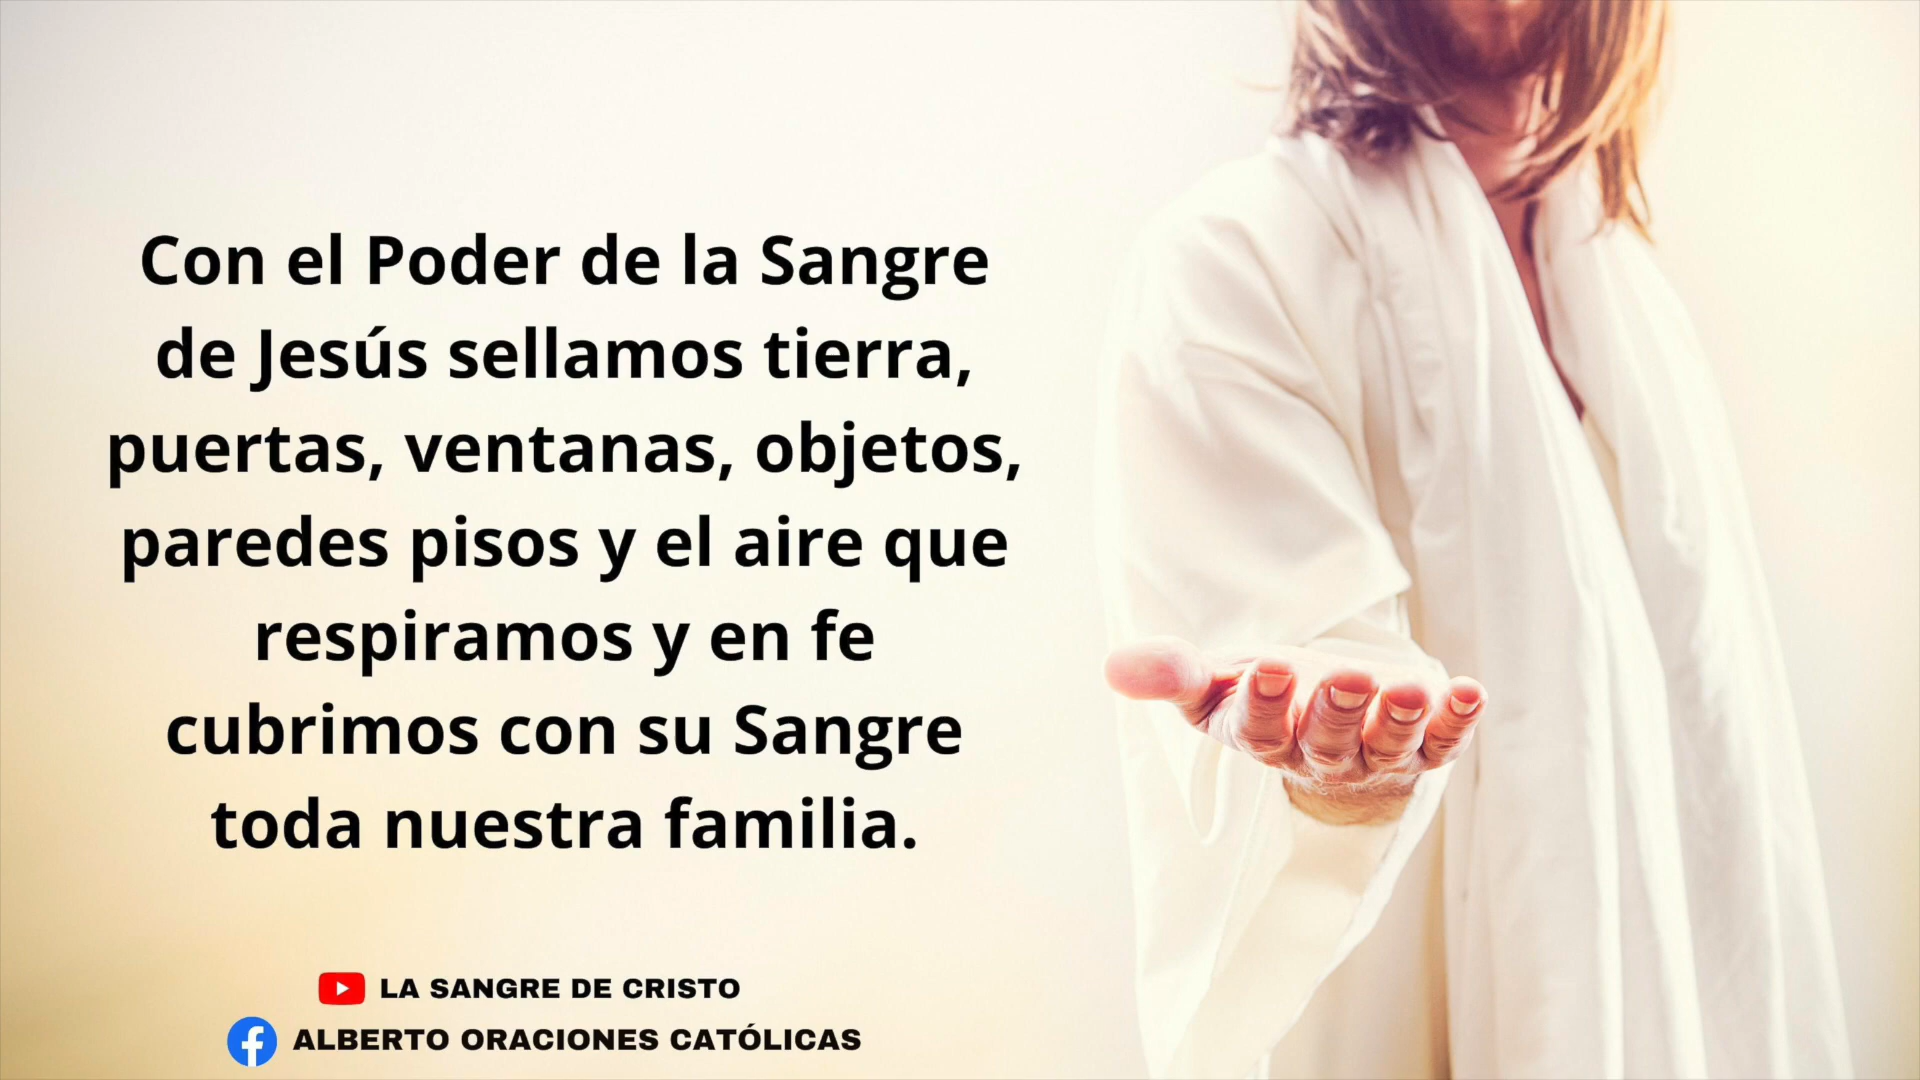 Con el Poder de la Sangre
de Jesús sellamos tierra,
puertas, ventanas, objetos,
paredes pisos y el aire que
respiramos y en fe
cubrimos con su Sangre
toda nuestra familia.
LA SANGRE DE CRISTO
ALBERTO ORACIONES CATÓLICAS